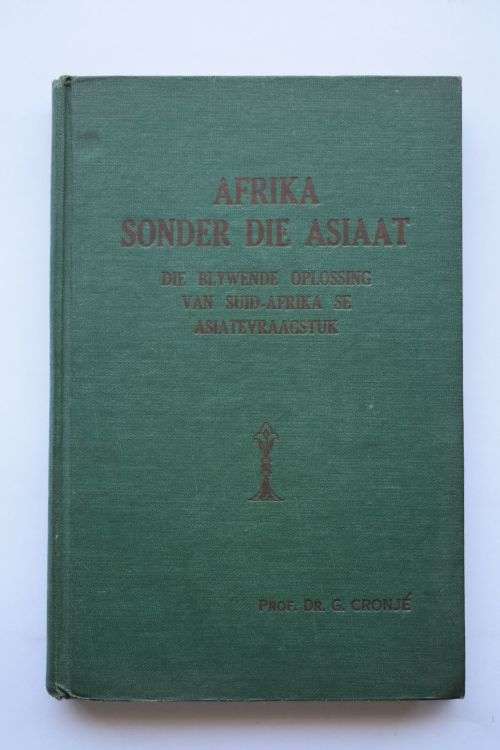 AFRIKA
SONDER DIE ASIAAT
DIE BLYWENDE OPLOSSING
VAN SUID-AFRIKA SE
ASIATEVRAAGSTUK
PROF. DR. G. CRONJÉ